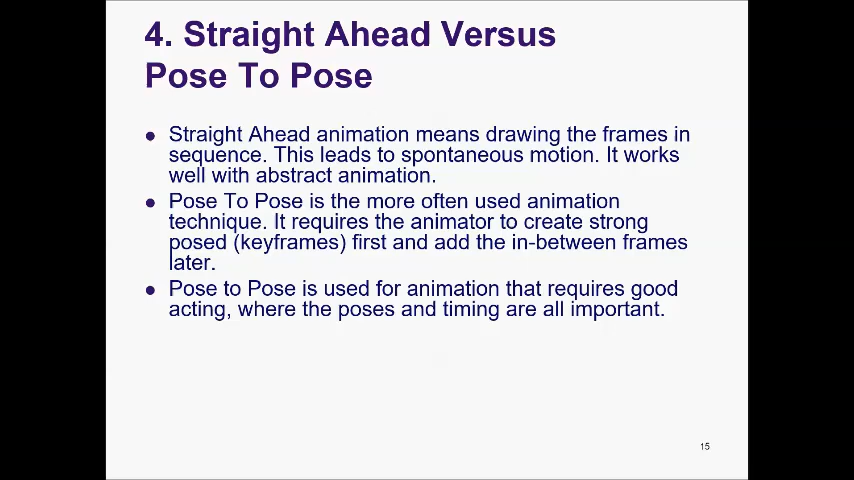 4. Straight Ahead Versus
Pose To Pose
● Straight Ahead animation means drawing the frames in
sequence. This leads to spontaneous motion. It works
well with abstract animation.
● Pose To Pose is the more often used animation
technique. It requires the animator to create strong
posed (keyframes) first and add the in-between frames
later.
● Pose to Pose is used for animation that requires good
acting, where the poses and timing are all important.
15